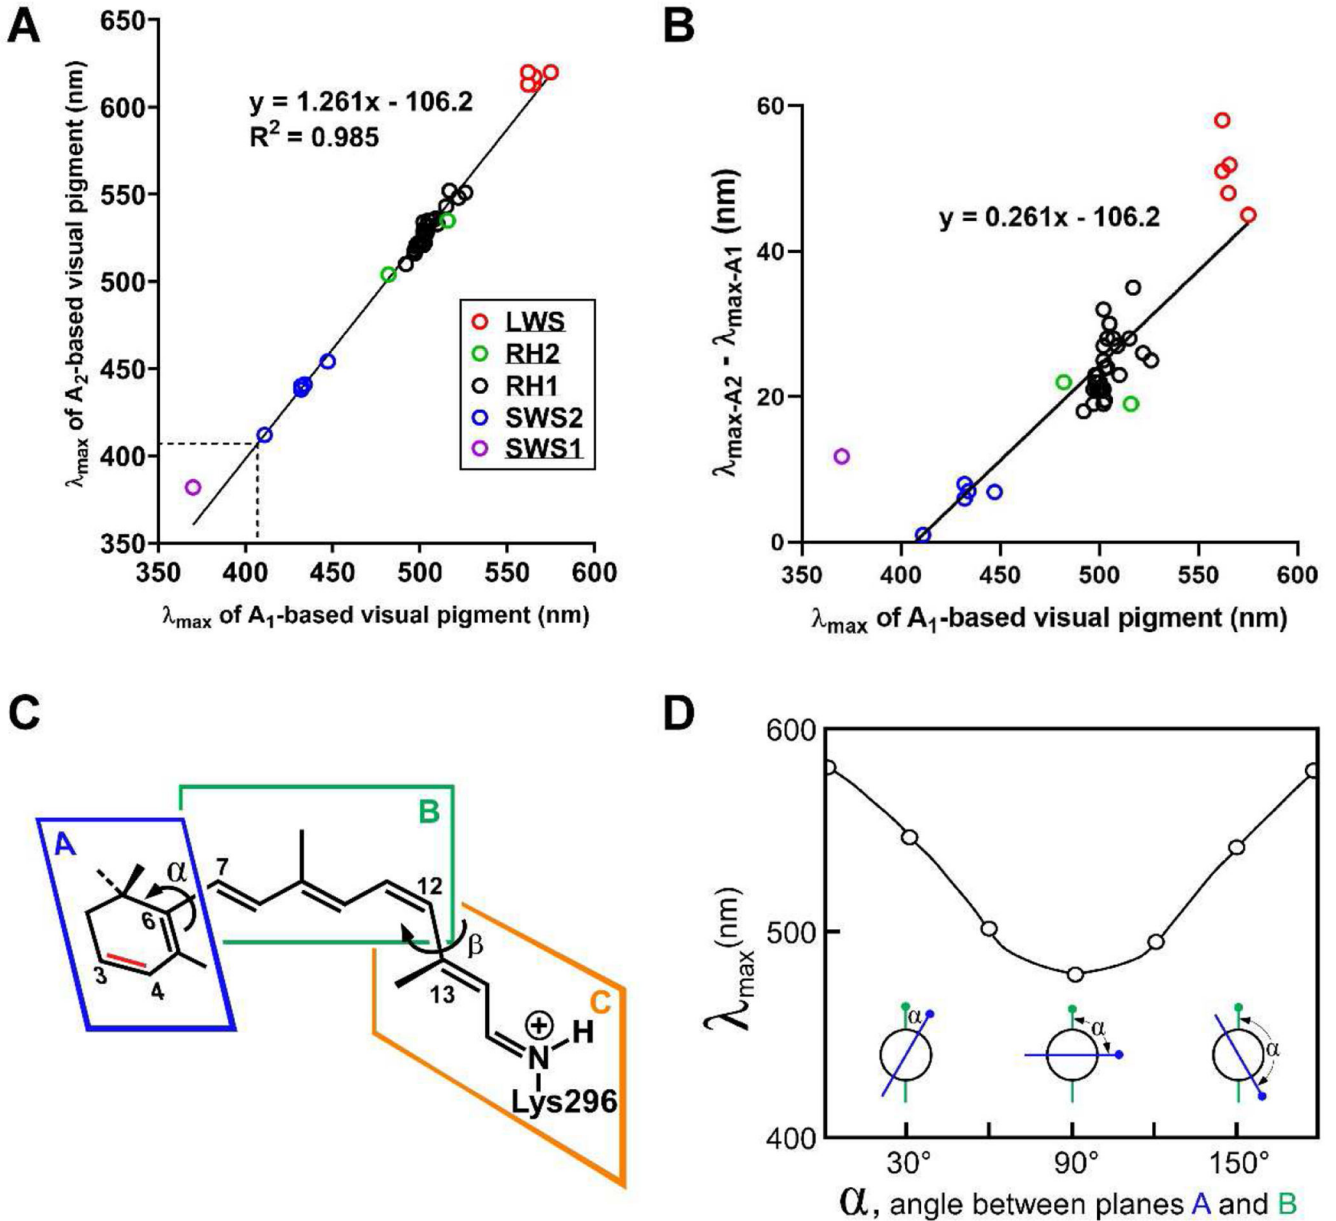 A
650
600
550
500
450
400
350
350 400 450 500 550 600
y = 1.261x - 106.2
R² = 0.985
LWS
RH2
RH1
SWS2
SWS1
λmax of A₂-based visual pigment (nm)
λmax of A₁-based visual pigment (nm)
B
60
40
20
0
350 400 450 500 550 600
y = 0.261x - 106.2
λmax-A2 - λmax-A1 (nm)
λmax of A₁-based visual pigment (nm)
C
A
B
C
α
β
3
4
6
7
12
13
+
N
H
Lys296
D
600
500
400
λmax(nm)
α
α
α
30° 90° 150°
α, angle between planes A and B